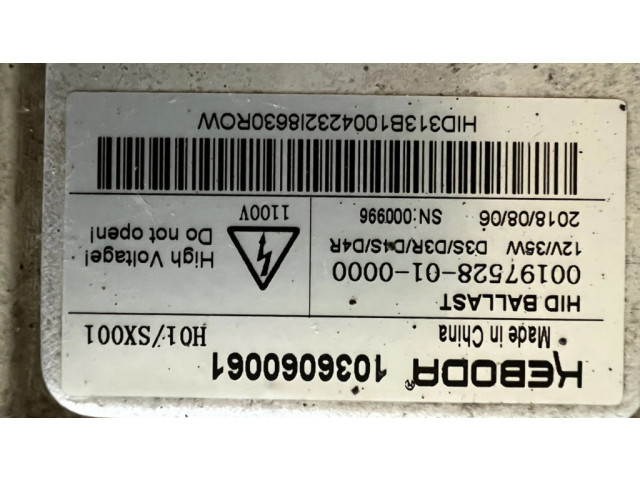 KEBODA® 1036060061
Made in China H01/SX001
HID BALLAST
00197528-01-0000
12V/35W D3S/D3R/D4S/D4R
2018/08/06 SN:000996
High Voltage!
Do not open!
1100V
HID313B1004232I8630ROW